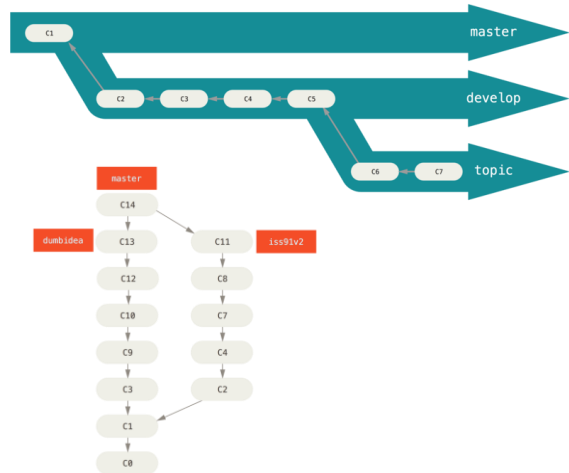 C1
master
C2
C3
C4
C5
develop
C6
C7
topic
master
C14
dumbidea
C13
C11
iss91v2
C12
C8
C10
C7
C9
C4
C3
C2
C1
C0